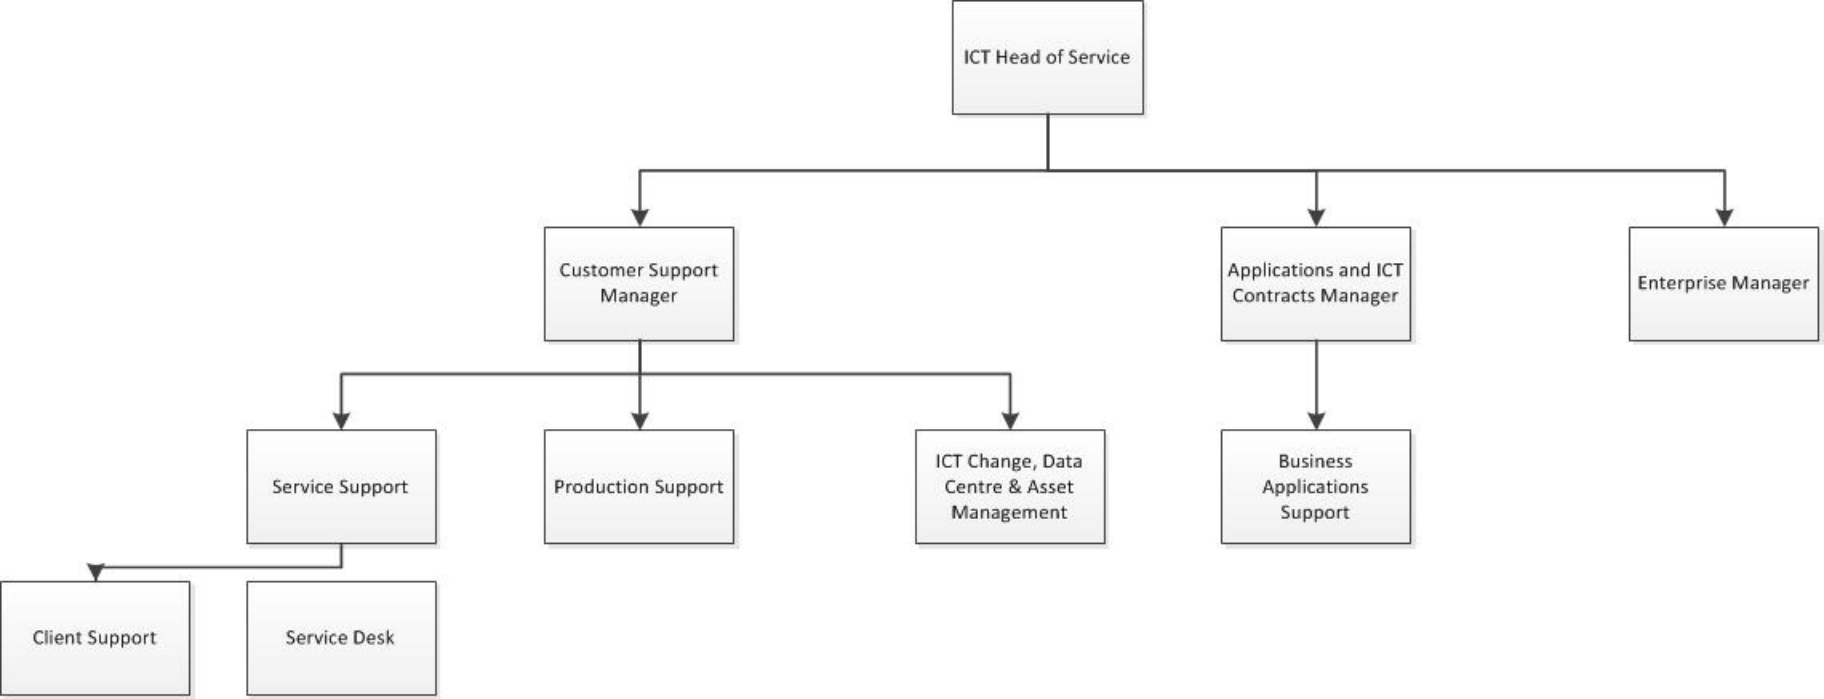 ICT Head of Service
Customer Support
Manager
Applications and ICT
Contracts Manager
Enterprise Manager
Service Support
Production Support
ICT Change, Data
Centre & Asset
Management
Business
Applications
Support
Client Support
Service Desk